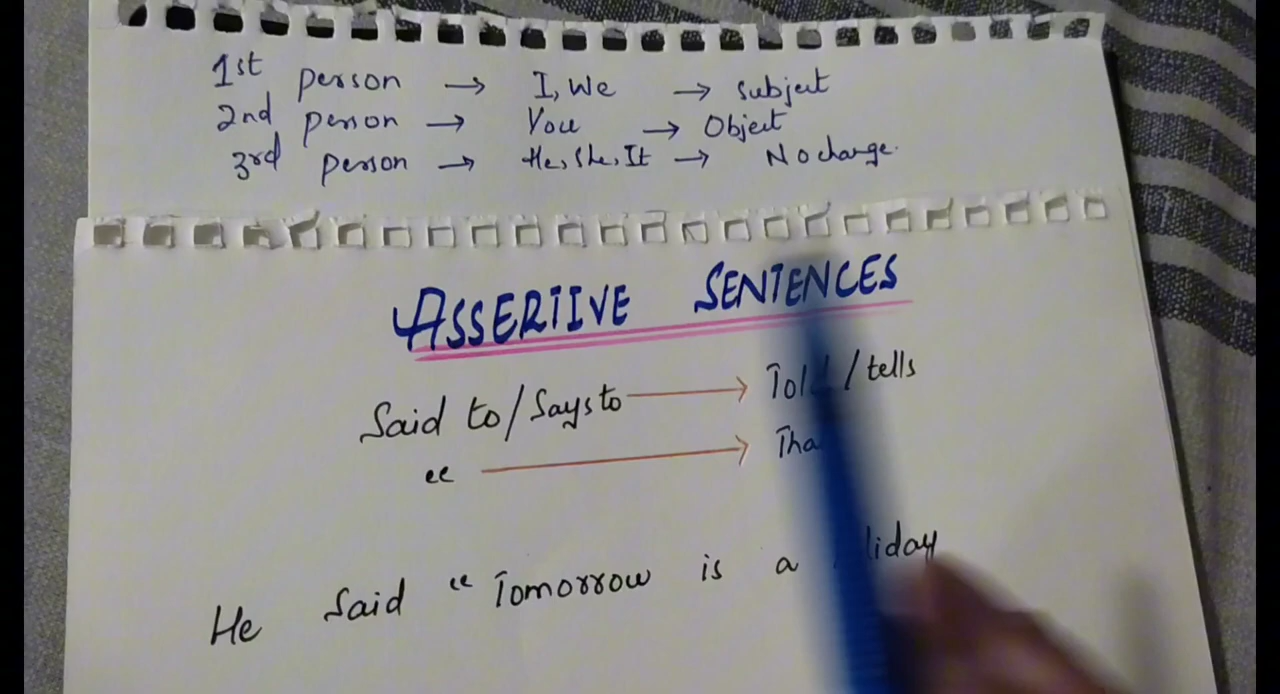 1st person → I, We → subject
2nd person → You → Object
3rd person → He, She, It → No change.
ASSERTIVE SENTENCES
Said to/Says to → /tells
“ →
He Said “Tomorrow is a